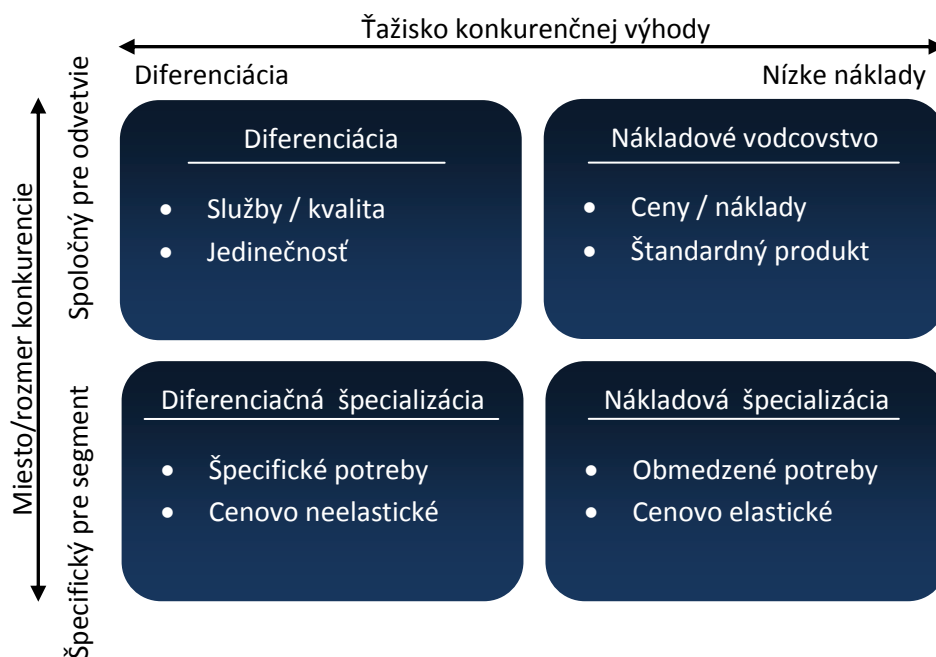 Ťažisko konkurenčnej výhody
Diferenciácia
Nízke náklady
Miesto/rozmer konkurencie
Spoločný pre odvetvie
Diferenciácia
• Služby / kvalita
• Jedinečnosť
Nákladové vodcovstvo
• Ceny / náklady
• Štandardný produkt
Špecifický pre segment
Diferenciačná špecializácia
• Špecifické potreby
• Cenovo neelastické
Nákladová špecializácia
• Obmedzené potreby
• Cenovo elastické